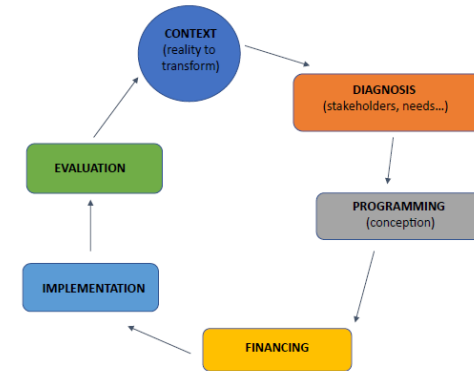 CONTEXT
(reality to
transform)
DIAGNOSIS
(stakeholders, needs...)
PROGRAMMING
(conception)
FINANCING
IMPLEMENTATION
EVALUATION